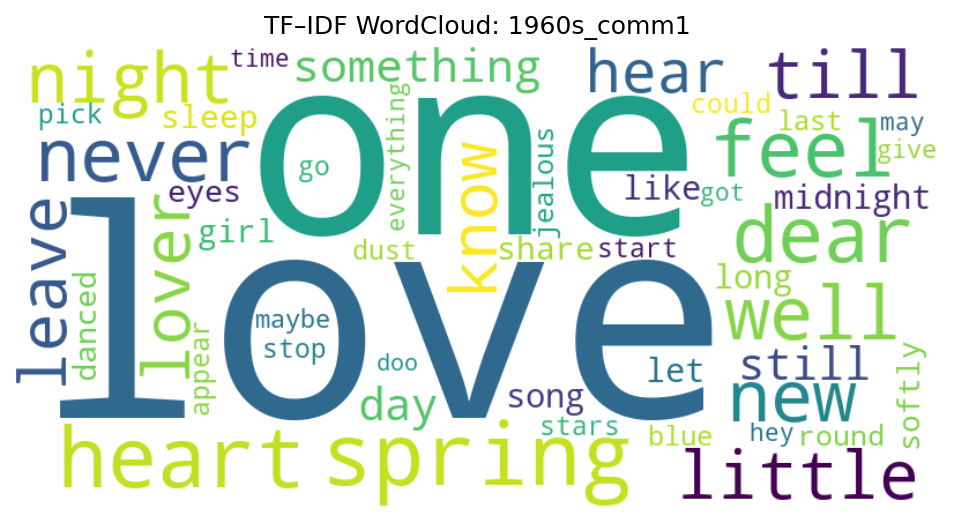 TF–IDF WordCloud: 1960s_comm1
night
time
something
hear
till
pick
sleep
everything
one
could
last
may
never
go
know
jealous
feel
give
eyes
like
got
midnight
leave
lover
girl
dust
share
start
dear
danced
love
long
well
appear
maybe
stop
doo
let
still
softly
day
song
new
stars
blue
hey
round
heart
spring
little